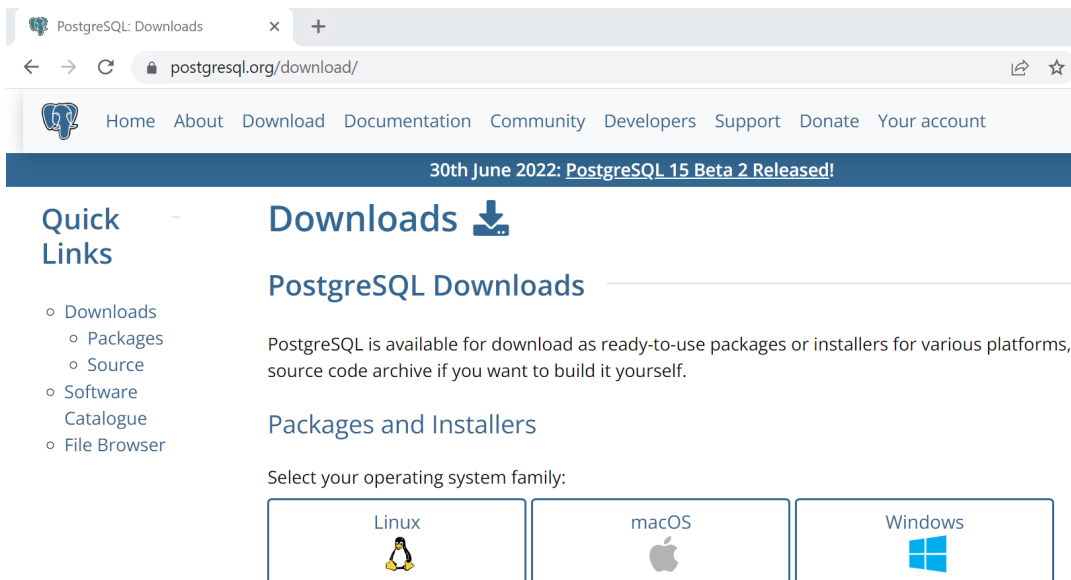 PostgreSQL: Downloads
postgresql.org/download/
Home About Download Documentation Community Developers Support Donate Your account
30th June 2022: PostgreSQL 15 Beta 2 Released!
Quick
Links
Downloads
Packages
Source
Software
Catalogue
File Browser
Downloads
PostgreSQL Downloads
PostgreSQL is available for download as ready-to-use packages or installers for various platforms,
source code archive if you want to build it yourself.
Packages and Installers
Select your operating system family:
Linux
macOS
Windows